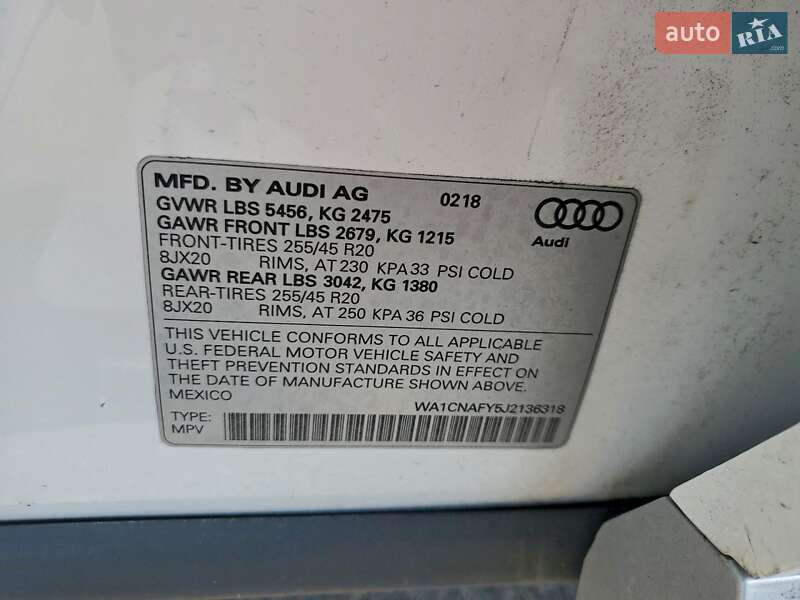 auto RIA.com
MFD. BY AUDI AG 0218
GVWR LBS 5456, KG 2475
GAWR FRONT LBS 2679, KG 1215
FRONT-TIRES 255/45 R20
8JX20 RIMS, AT 230 KPA 33 PSI COLD
GAWR REAR LBS 3042, KG 1380
REAR-TIRES 255/45 R20
8JX20 RIMS, AT 250 KPA 36 PSI COLD
Audi
THIS VEHICLE CONFORMS TO ALL APPLICABLE
U.S. FEDERAL MOTOR VEHICLE SAFETY AND
THEFT PREVENTION STANDARDS IN EFFECT ON
THE DATE OF MANUFACTURE SHOWN ABOVE.
MEXICO
WA1CNAFY5J2136318
TYPE:
MPV